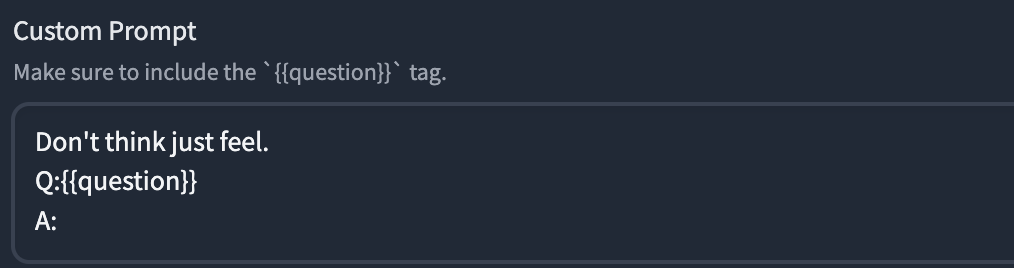 Custom Prompt
Make sure to include the `{{question}}` tag.
Don't think just feel.
Q:{{question}}
A: